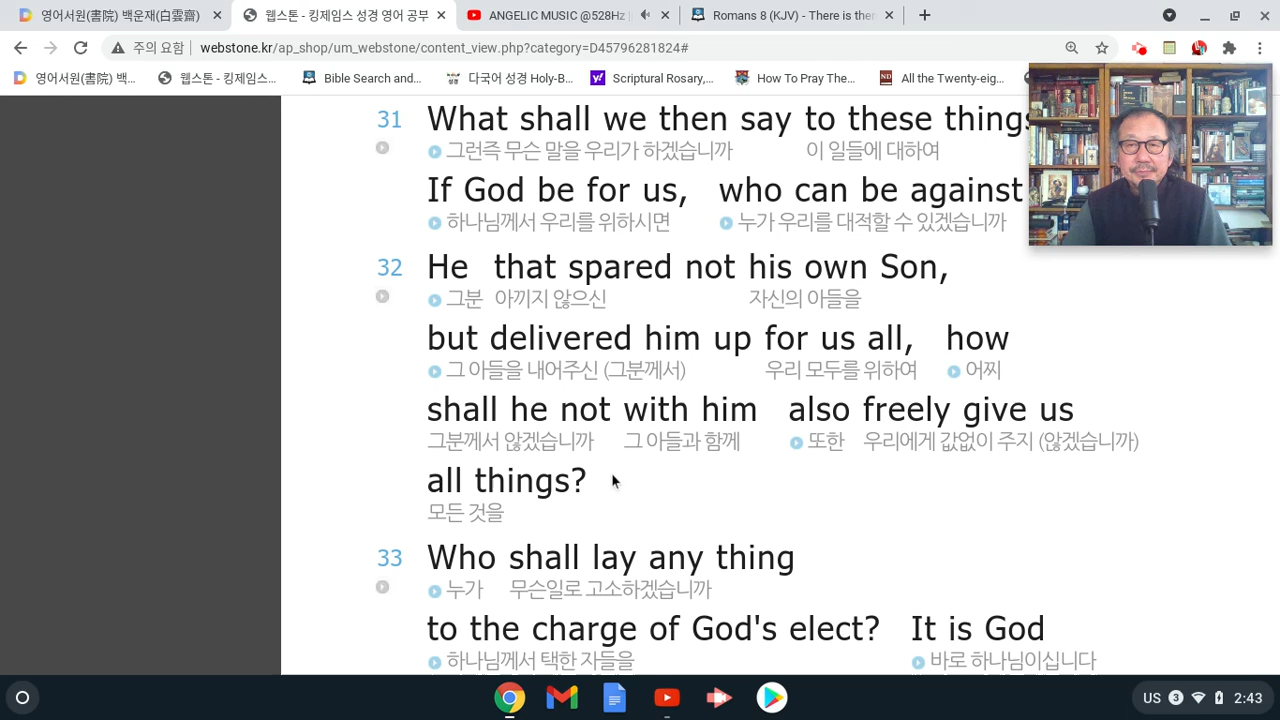 영어서원(書院) 백운재(白雲齋)
웹스톤 - 킹제임스 성경 영어 공부
ANGELIC MUSIC @528Hz
Romans 8 (KJV) - There is ther
주의 요함
webstone.kr/ap_shop/um_webstone/content_view.php?category=D45796281824#
영어서원(書院) 백...
웹스톤 - 킹제임스...
Bible Search and...
다국어 성경 Holy-B...
Scriptural Rosary,...
How To Pray The...
All the Twenty-eig...
31 What shall we then say to these things
그런즉 무슨 말을 우리가 하겠습니까 이 일들에 대하여
If God be for us, who can be against
하나님께서 우리를 위하시면 누가 우리를 대적할 수 있겠습니까
32 He that spared not his own Son,
그분 아끼지 않으신 자신의 아들을
but delivered him up for us all, how
그 아들을 내어주신 (그분께서) 우리 모두를 위하여 어찌
shall he not with him also freely give us
그분께서 않겠습니까 그 아들과 함께 또한 우리에게 값없이 주지 (않겠습니까)
all things?
모든 것을
33 Who shall lay any thing
누가 무슨일로 고소하겠습니까
to the charge of God's elect? It is God
하나님께서 택한 자들을 바로 하나님이십니다
US 3 2:43